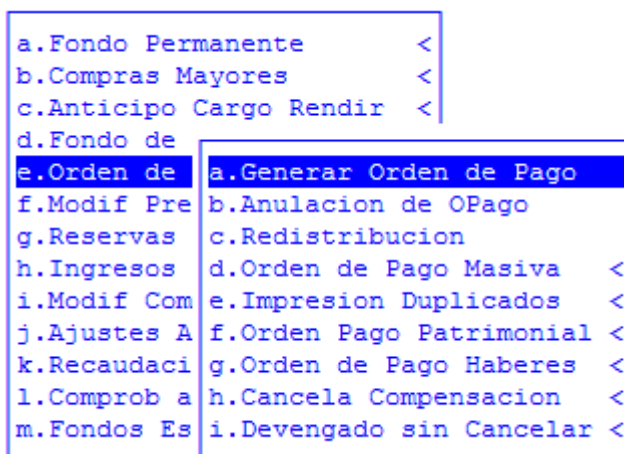 a.Fondo Permanente <
b.Compras Mayores <
c.Anticipo Cargo Rendir <
d.Fondo de
e.Orden de
f.Modif Pre
g.Reservas
h.Ingresos
i.Modif Com
j.Ajustes A
k.Recaudaci
l.Comprob a
m.Fondos Es
a.Generar Orden de Pago
b.Anulacion de OPago
c.Redistribucion
d.Orden de Pago Masiva <
e.Impresion Duplicados <
f.Orden Pago Patrimonial <
g.Orden de Pago Haberes <
h.Cancela Compensacion <
i.Devengado sin Cancelar <